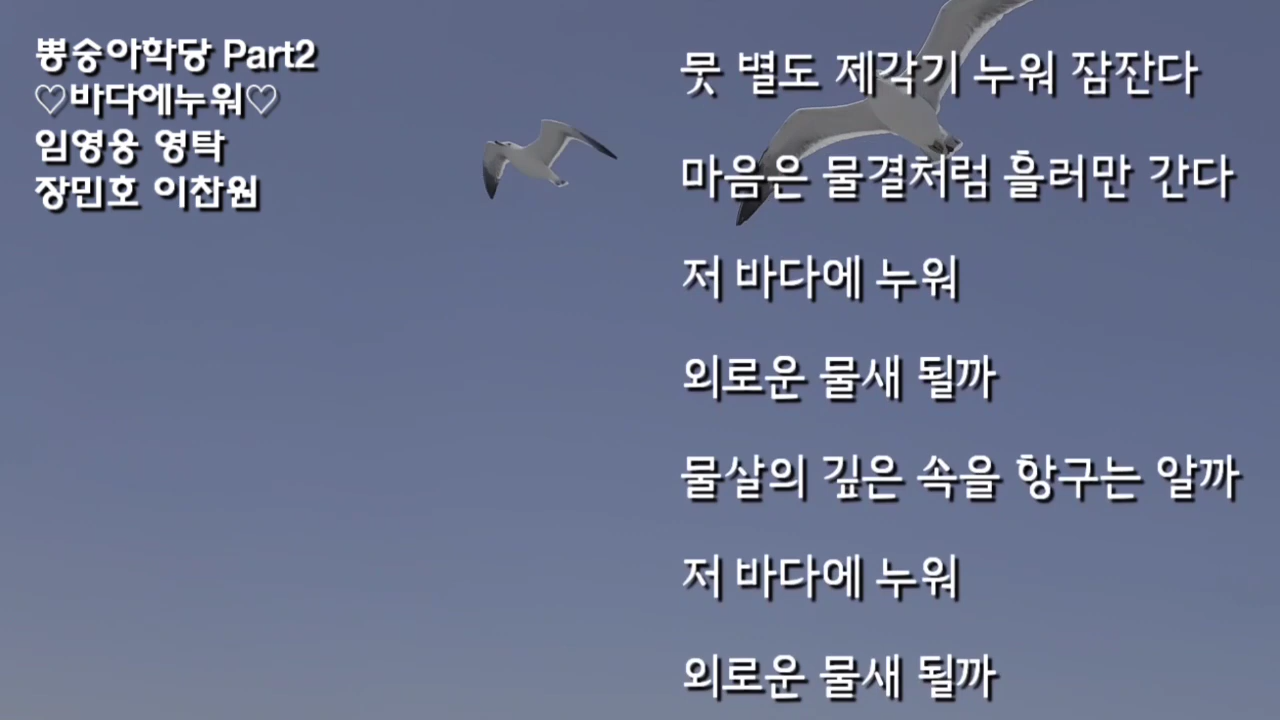 뽕숭아학당 Part2
♡바다에누워♡
임영웅 영탁
장민호 이찬원
뭇 별도 제각기 누워 잠잔다
마음은 물결처럼 흘러만 간다
저 바다에 누워
외로운 물새 될까
물살의 깊은 속을 항구는 알까
저 바다에 누워
외로운 물새 될까